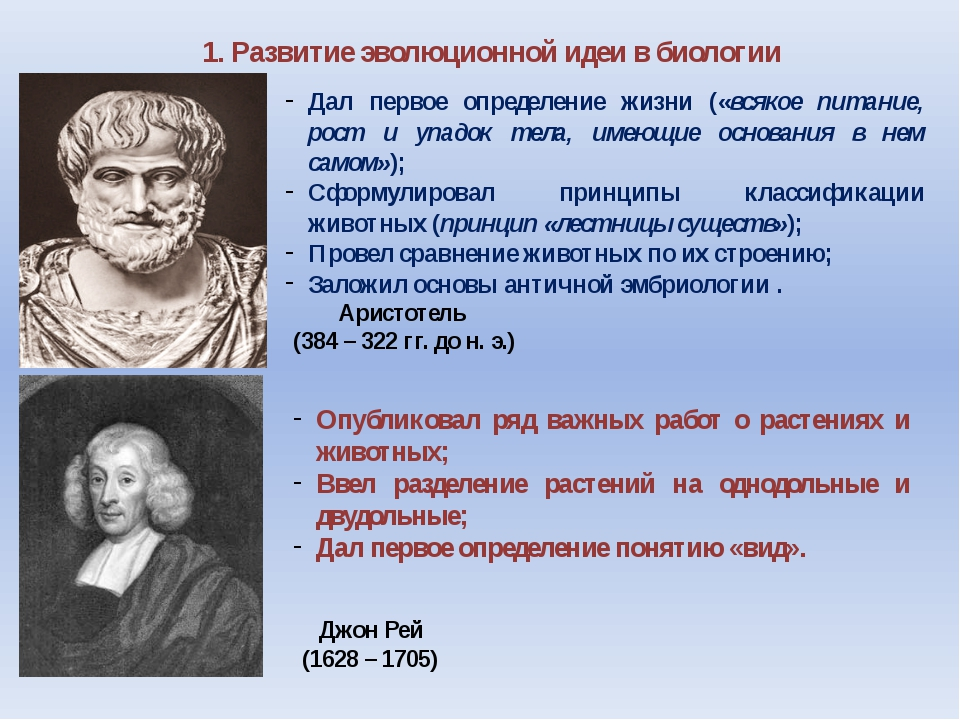 1. Развитие эволюционной идеи в биологии
- Дал первое определение жизни («всякое питание,
рост и упадок тела, имеющие основания в нем
самом»);
- Сформулировал принципы классификации
животных (принцип «лестницы существ»);
- Провел сравнение животных по их строению;
- Заложил основы античной эмбриологии .
Аристотель
(384 – 322 гг. до н. э.)
- Опубликовал ряд важных работ о растениях и
животных;
- Ввел разделение растений на однодольные и
двудольные;
- Дал первое определение понятию «вид».
Джон Рей
(1628 – 1705)